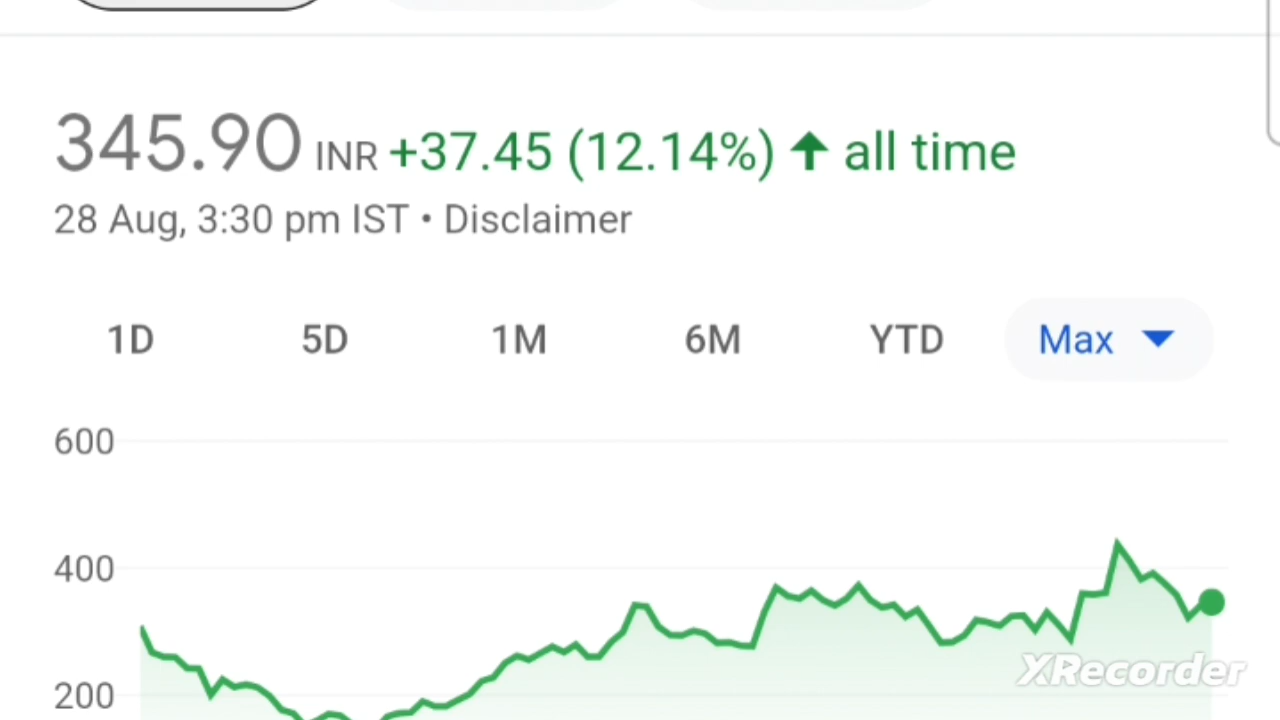 345.90 INR +37.45 (12.14%) ↑ all time
28 Aug, 3:30 pm IST • Disclaimer
1D 5D 1M 6M YTD Max
600
400
200
XRecorder